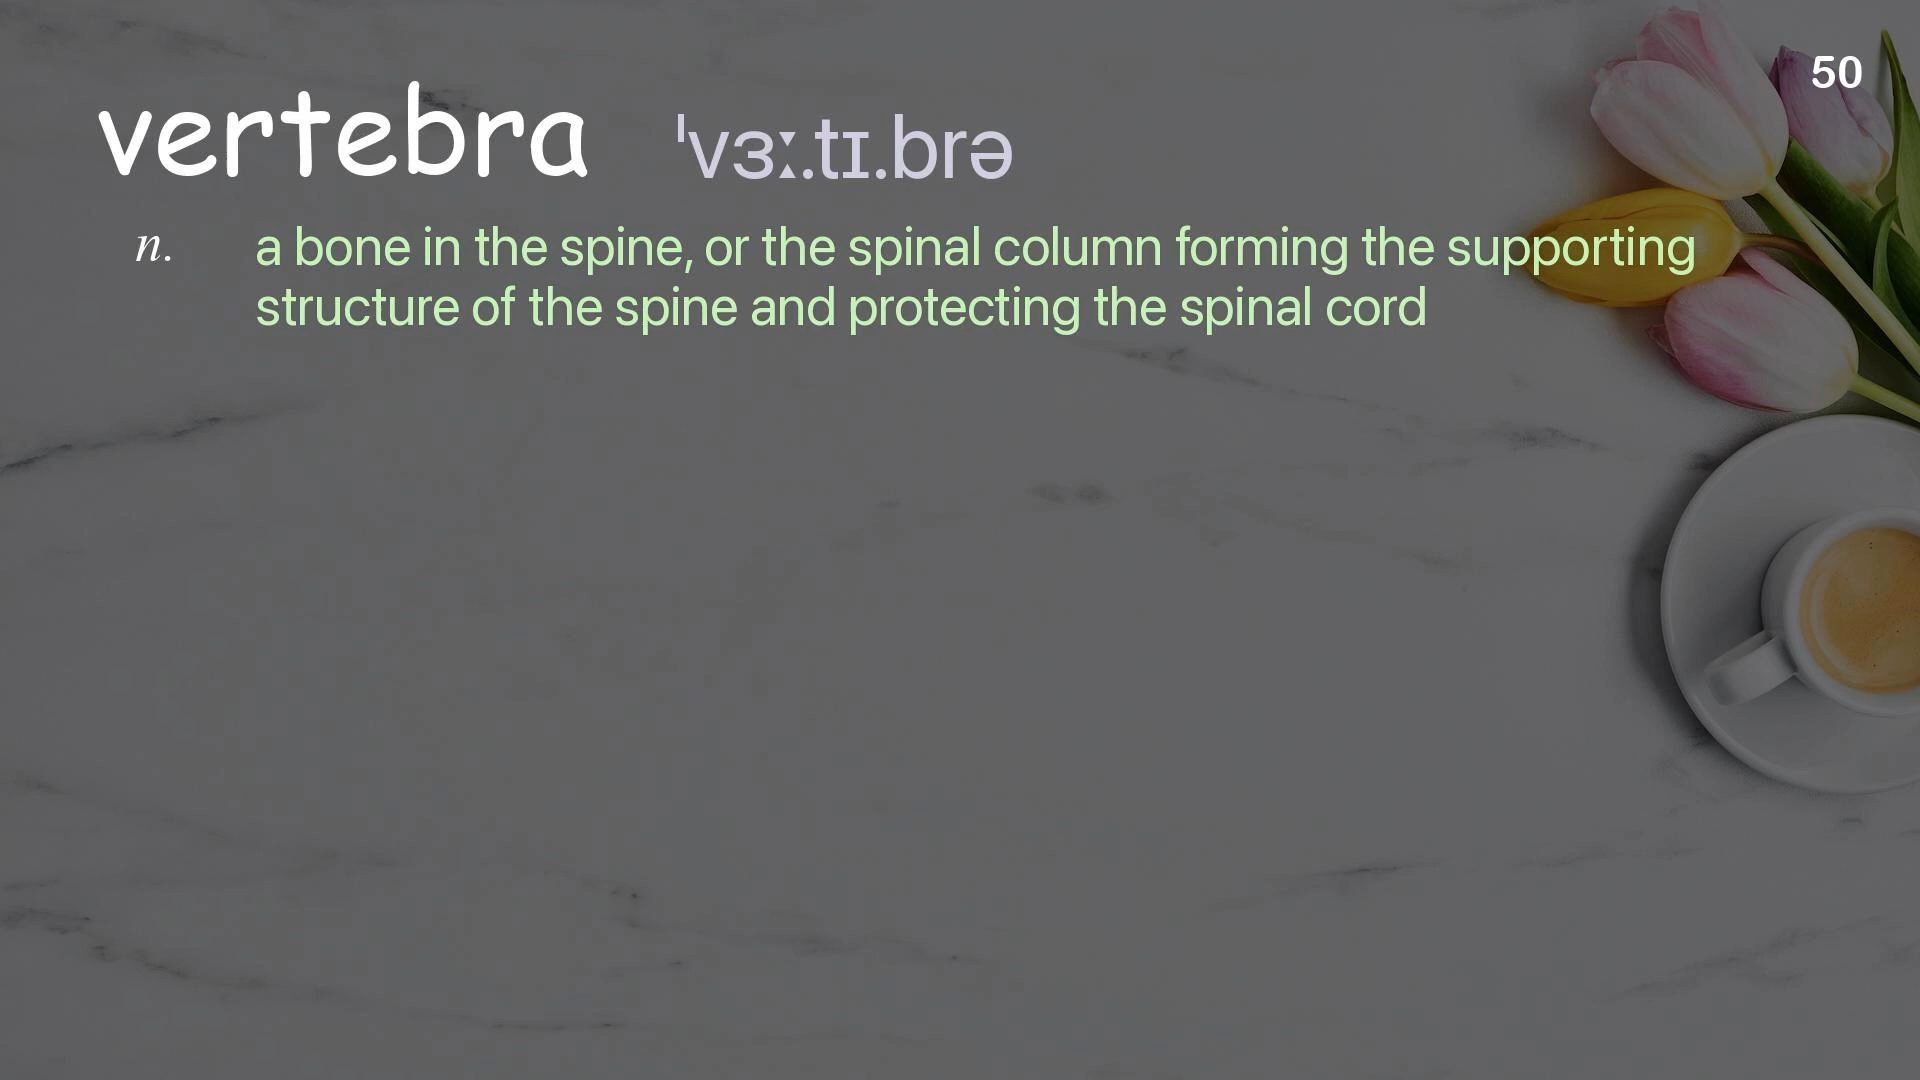 50
vertebra ˈvɜː.tɪ.brə
n. a bone in the spine, or the spinal column forming the supporting
structure of the spine and protecting the spinal cord